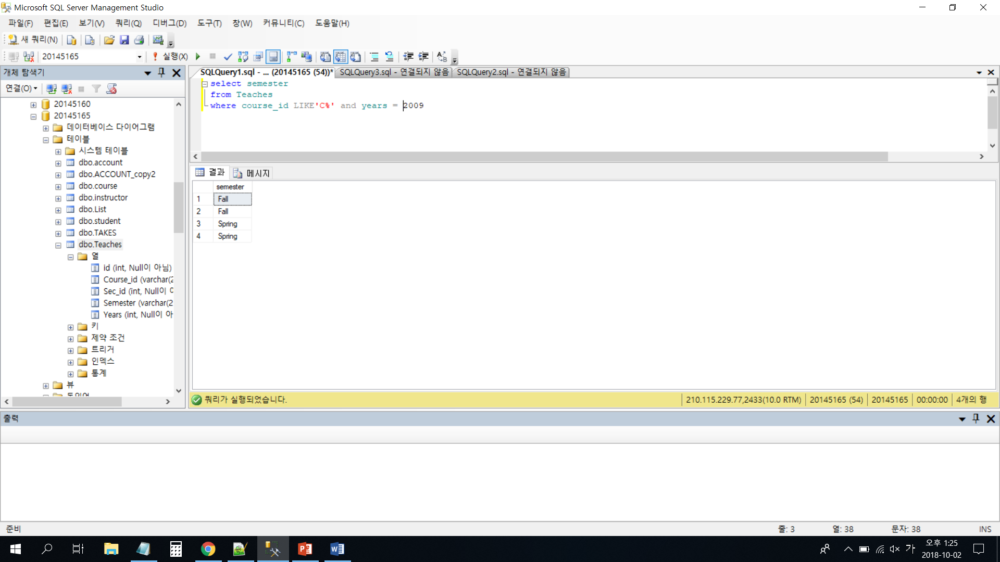 Microsoft SQL Server Management Studio
파일(F) 편집(E) 보기(V) 쿼리(Q) 디버그(D) 도구(T) 창(W) 커뮤니티(C) 도움말(H)
새 쿼리(N)
20145165 실행(X)
개체 탐색기
연결(O)
20145160
20145165
데이터베이스 다이어그램
테이블
시스템 테이블
dbo.account
dbo.ACCOUNT_copy2
dbo.course
dbo.instructor
dbo.List
dbo.student
dbo.TAKES
dbo.Teaches
열
id (int, Null이 아님)
Course_id (varchar(2
Sec_id (int, Null이
Semester (varchar(2
Years (int, Null이 아
키
제약 조건
트리거
인덱스
통계
뷰
SQLQuery1.sql - ... (20145165 (54))* SQLQuery3.sql - 연결되지 않음 SQLQuery2.sql - 연결되지 않음
select semester
from Teaches
where course_id LIKE'C%' and years = 2009
결과 메시지
semester
1 Fall
2 Fall
3 Spring
4 Spring
쿼리가 실행되었습니다. 210.115.229.77,2433(10.0 RTM) 20145165 (54) 20145165 00:00:00 4개의 행
출력
준비 줄: 3 열: 38 문자: 38 INS
가 오후 1:25
2018-10-02